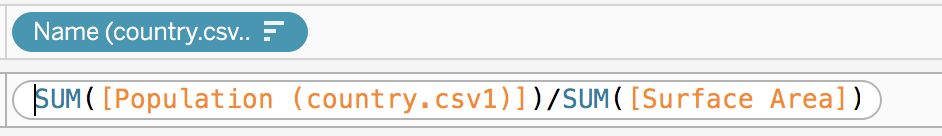 Name (country.csv..
SUM([Population (country.csv1)])/SUM([Surface Area])